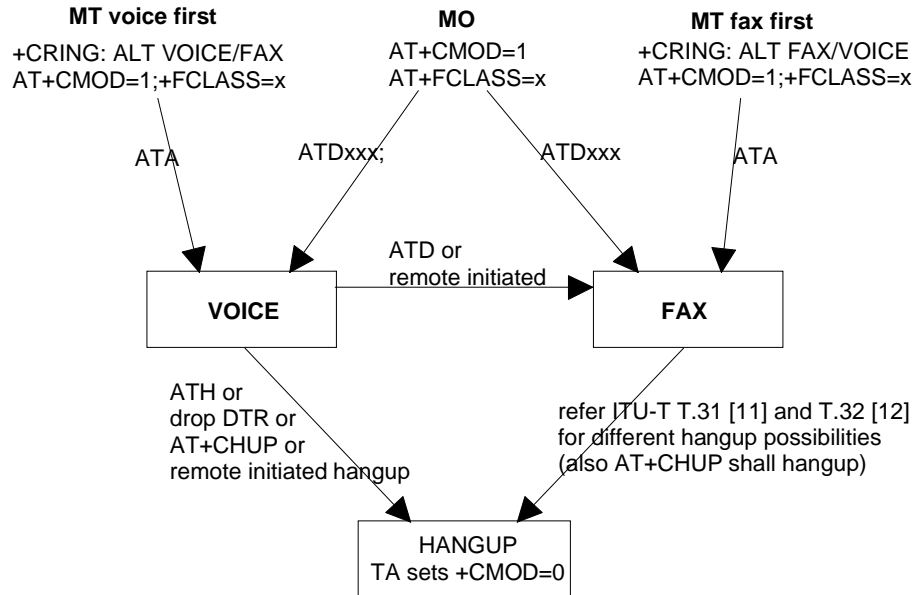 MT voice first
+CRING: ALT VOICE/FAX
AT+CMOD=1;+FCLASS=x
MO
AT+CMOD=1
AT+FCLASS=x
MT fax first
+CRING: ALT FAX/VOICE
AT+CMOD=1;+FCLASS=x
ATA
ATDxxx;
ATDxxx
ATA
ATD or
remote initiated
VOICE
FAX
ATH or
drop DTR or
AT+CHUP or
remote initiated hangup
refer ITU-T T.31 [11] and T.32 [12]
for different hangup possibilities
(also AT+CHUP shall hangup)
HANGUP
TA sets +CMOD=0